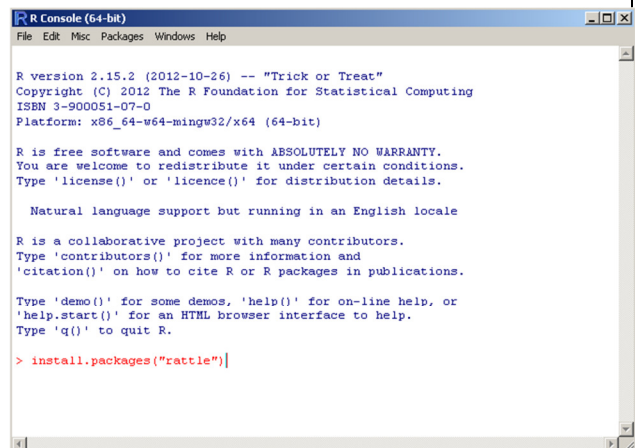 R Console (64-bit)
File Edit Misc Packages Windows Help
R version 2.15.2 (2012-10-26) -- "Trick or Treat"
Copyright (C) 2012 The R Foundation for Statistical Computing
ISBN 3-900051-07-0
Platform: x86_64-w64-mingw32/x64 (64-bit)
R is free software and comes with ABSOLUTELY NO WARRANTY.
You are welcome to redistribute it under certain conditions.
Type 'license()' or 'licence()' for distribution details.
Natural language support but running in an English locale
R is a collaborative project with many contributors.
Type 'contributors()' for more information and
'citation()' on how to cite R or R packages in publications.
Type 'demo()' for some demos, 'help()' for on-line help, or
'help.start()' for an HTML browser interface to help.
Type 'q()' to quit R.
> install.packages("rattle")